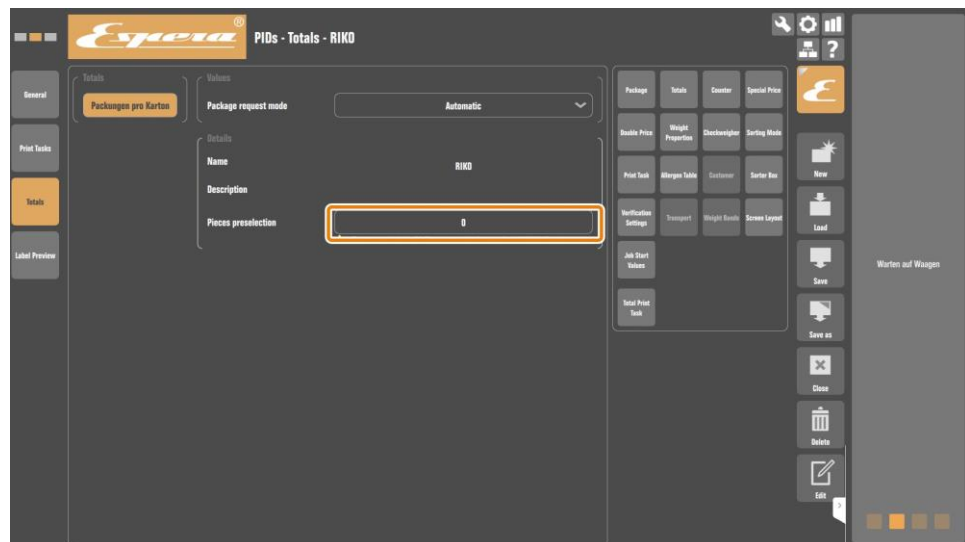 Espera®
PIDs - Totals - RIKO
?
General
Print Tasks
Totals
Label Preview
Totals
Packungen pro Karton
Values
Package request mode
Automatic
Details
Name
RIKO
Description
Pieces preselection
0
Package
Totals
Counter
Special Price
Double Price
Weight
Properties
Checkweigher
Sorting Mode
Print Task
Allergen Table
Customer
Sorter Box
Verification
Settings
Transport
Weight Bands
Screen Layout
Job Start
Values
Total Print
Task
E
New
Load
Save
Save as
Close
Delete
Edit
Warten auf Waagen